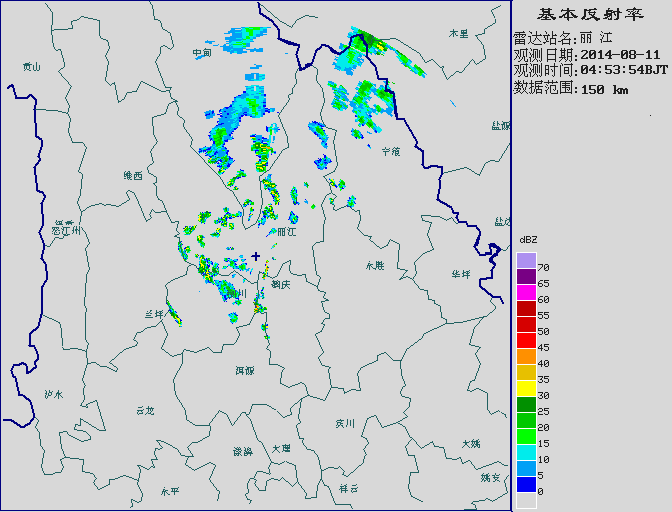 基本反射率
雷达站名:丽 江
观测日期:2014-08-11
观测时间:04:53:54BJT
数据范围:150 km
木里
中甸
贡山
盐源
宁蒗
维西
盐边
怒江州
丽江
永胜
华坪
鹤庆
川
兰坪
洱源
泸水
云龙
宾川
大姚
漾濞
大理
姚安
永平
祥云
dBZ
70
65
60
55
50
45
40
35
30
25
20
15
10
5
0